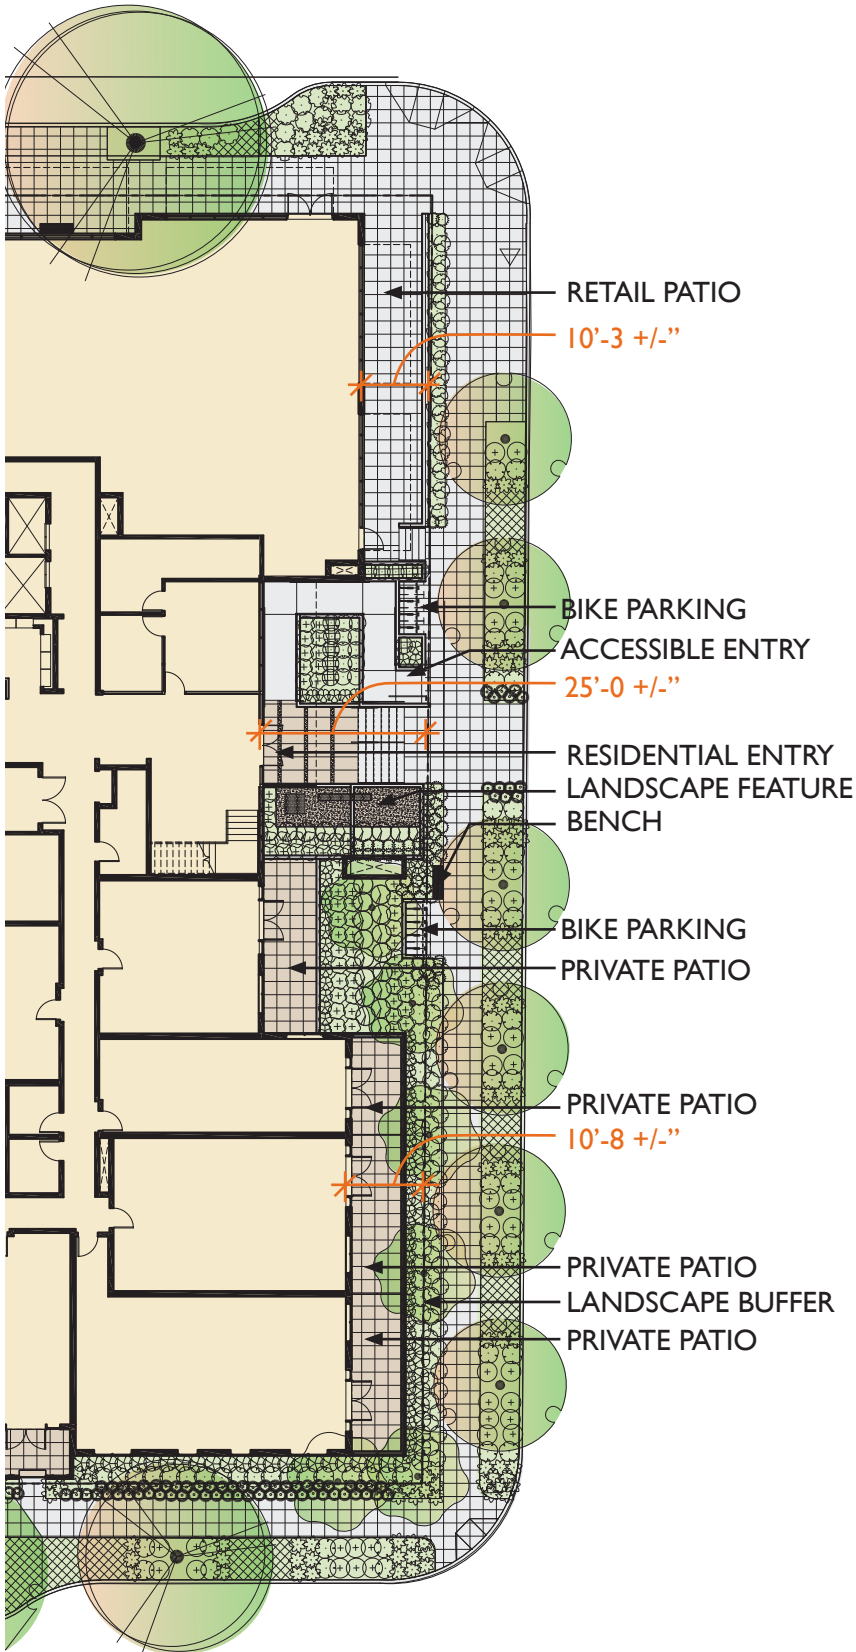 RETAIL PATIO
10’-3 +/-”
BIKE PARKING
ACCESSIBLE ENTRY
25’-0 +/-”
RESIDENTIAL ENTRY
LANDSCAPE FEATURE
BENCH
BIKE PARKING
PRIVATE PATIO
PRIVATE PATIO
10’-8 +/-”
PRIVATE PATIO
LANDSCAPE BUFFER
PRIVATE PATIO